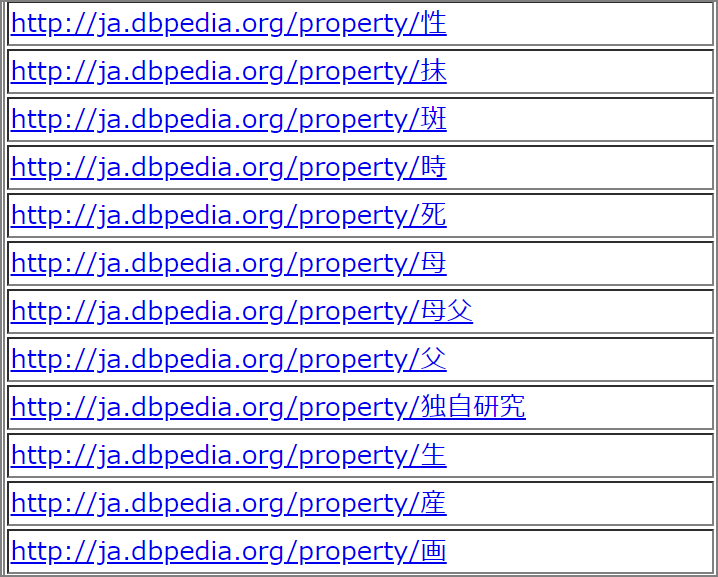 http://ja.dbpedia.org/property/性
http://ja.dbpedia.org/property/抹
http://ja.dbpedia.org/property/斑
http://ja.dbpedia.org/property/時
http://ja.dbpedia.org/property/死
http://ja.dbpedia.org/property/母
http://ja.dbpedia.org/property/母父
http://ja.dbpedia.org/property/父
http://ja.dbpedia.org/property/独自研究
http://ja.dbpedia.org/property/生
http://ja.dbpedia.org/property/産
http://ja.dbpedia.org/property/画